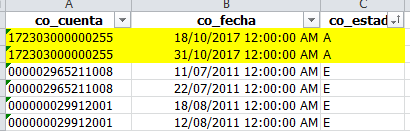 A B C
co_cuenta co_fecha co_estad
172303000000255 18/10/2017 12:00:00 AM A
172303000000255 31/10/2017 12:00:00 AM A
000002965211008 11/07/2011 12:00:00 AM E
000002965211008 22/07/2011 12:00:00 AM E
000000029912001 18/08/2011 12:00:00 AM E
000000029912001 12/08/2011 12:00:00 AM E